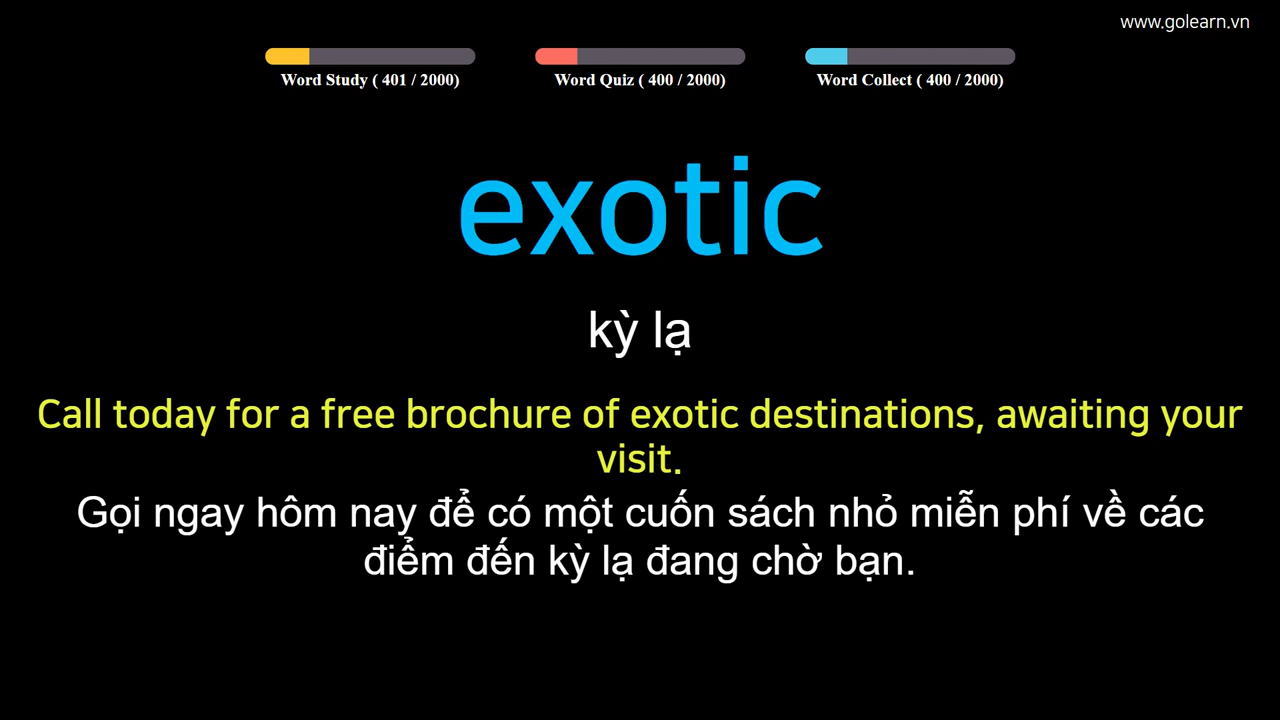 www.golearn.vn
Word Study ( 401 / 2000)
Word Quiz ( 400 / 2000)
Word Collect ( 400 / 2000)
exotic
kỳ lạ
Call today for a free brochure of exotic destinations, awaiting your
visit.
Gọi ngay hôm nay để có một cuốn sách nhỏ miễn phí về các
điểm đến kỳ lạ đang chờ bạn.